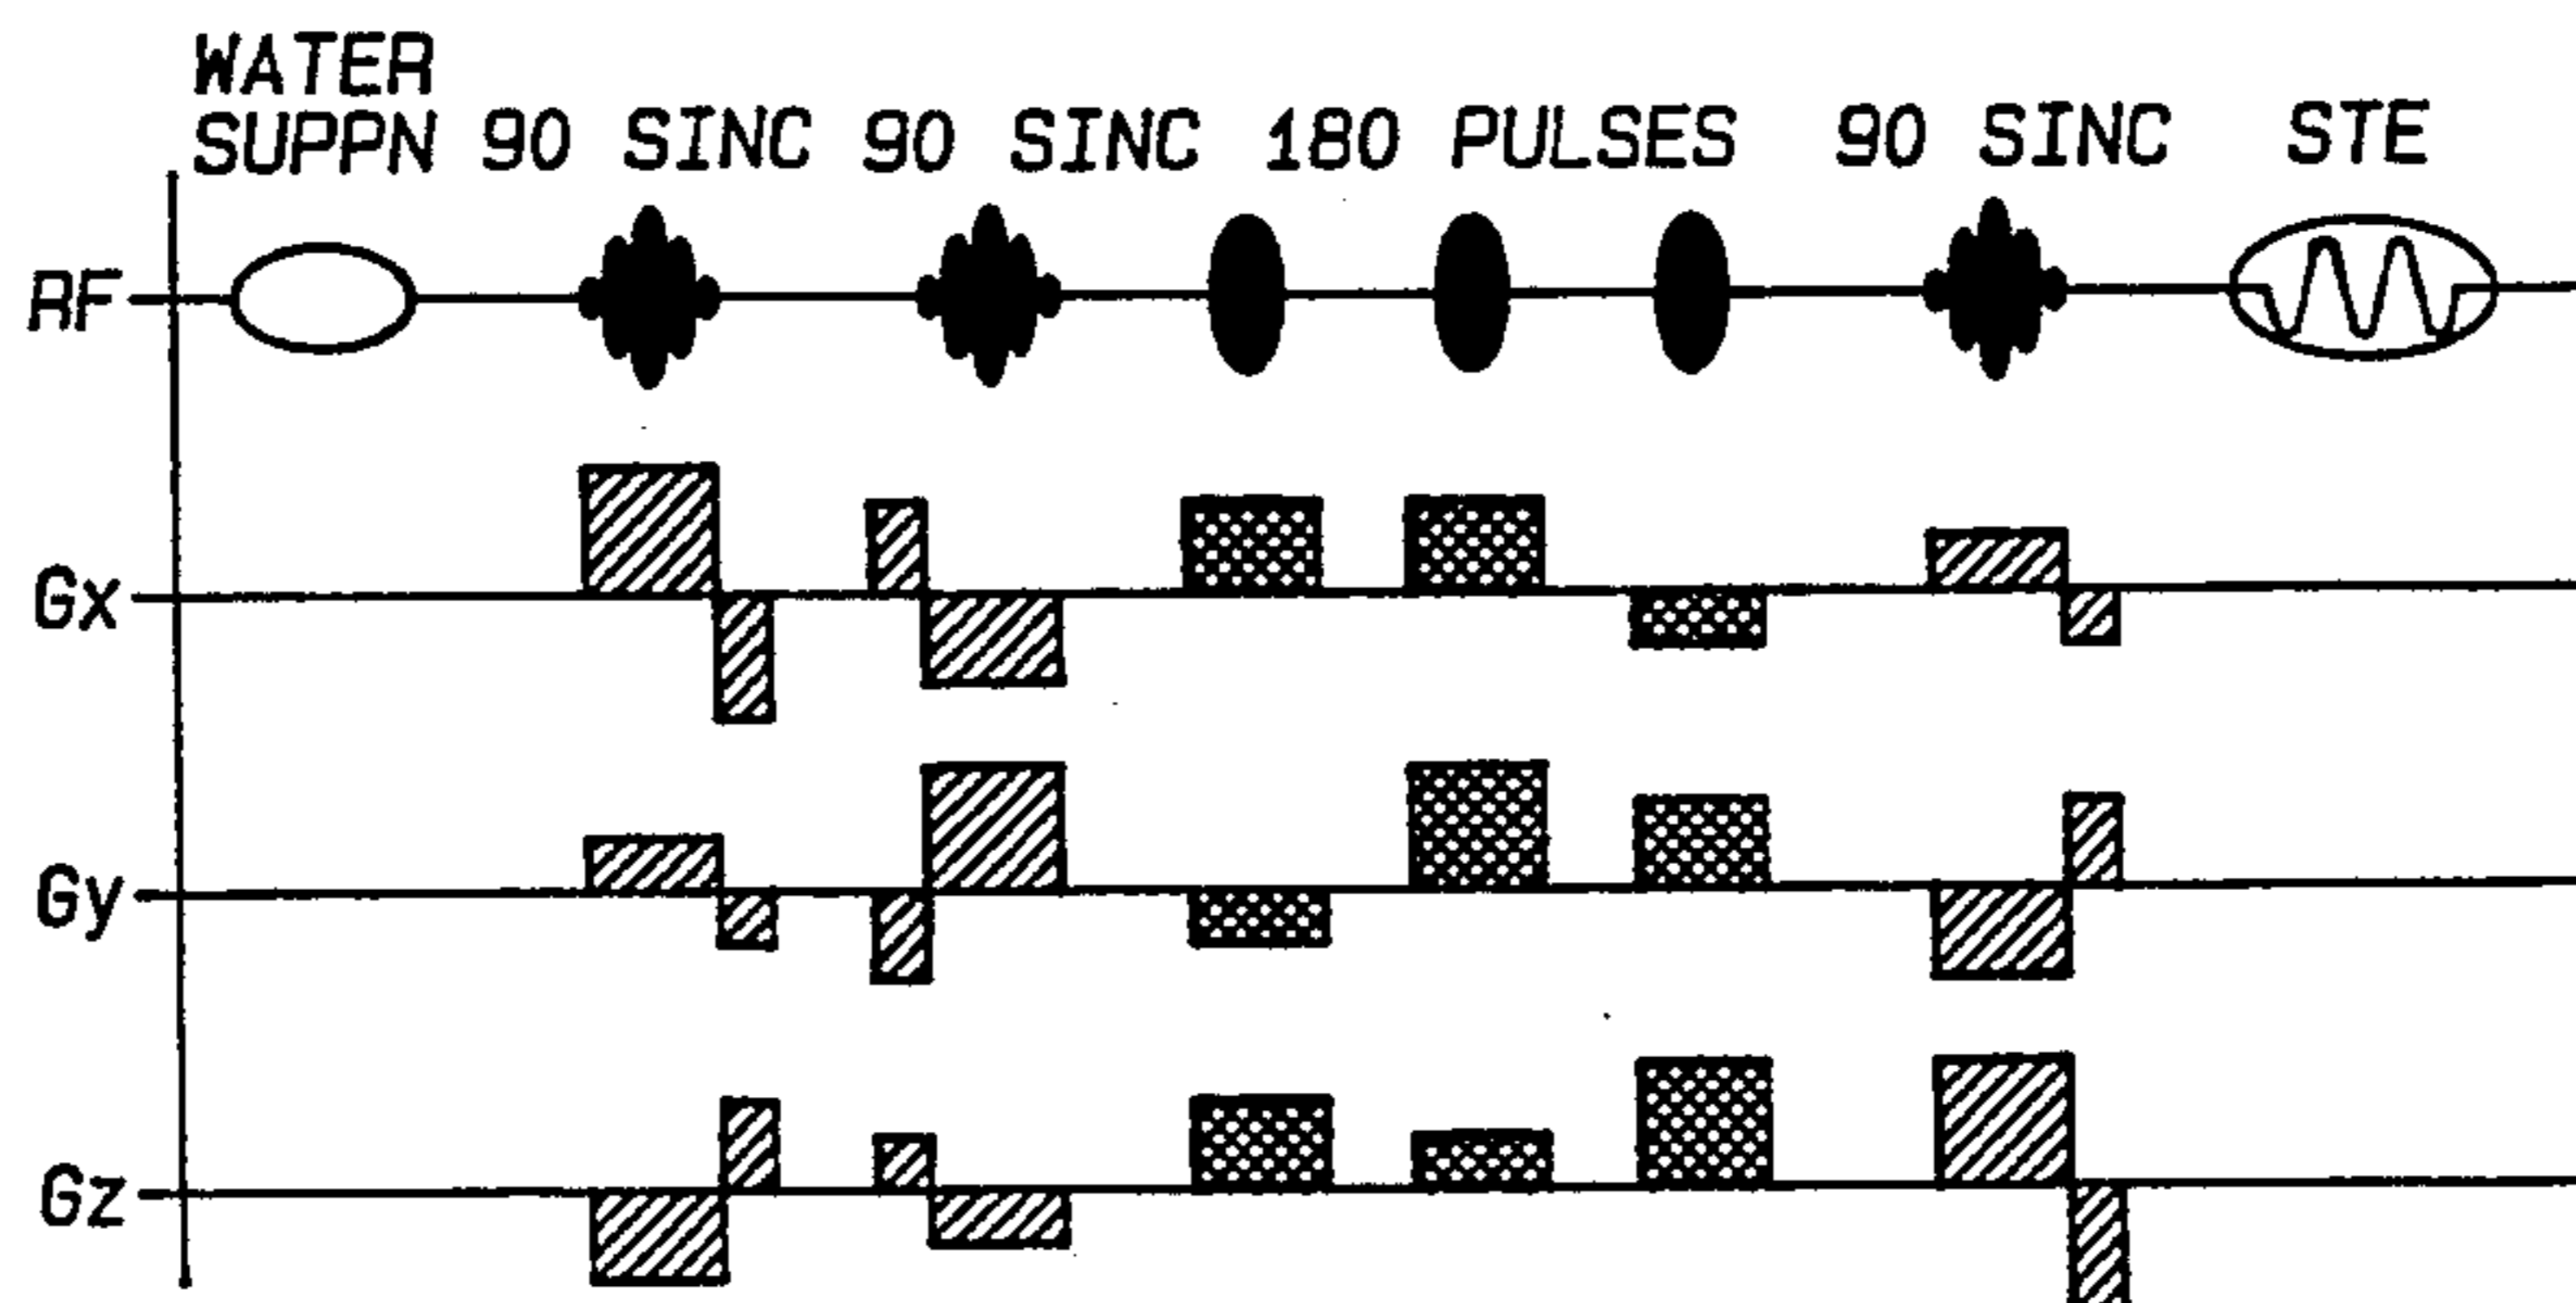 WATER
SUPPN 90 SINC 90 SINC 180 PULSES 90 SINC STE
RF
Gx
Gy
Gz